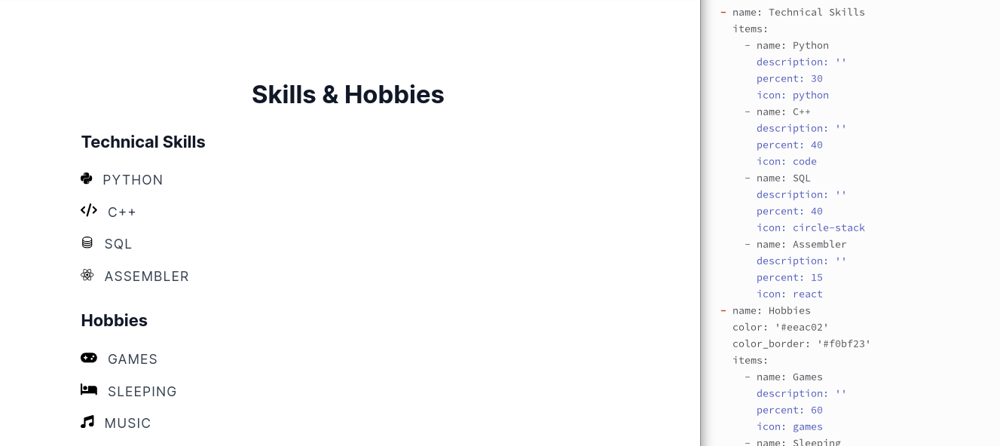 Skills & Hobbies
Technical Skills
PYTHON
C++
SQL
ASSEMBLER
Hobbies
GAMES
SLEEPING
MUSIC
- name: Technical Skills
items:
- name: Python
description: ''
percent: 30
icon: python
- name: C++
description: ''
percent: 40
icon: code
- name: SQL
description: ''
percent: 40
icon: circle-stack
- name: Assembler
description: ''
percent: 15
icon: react
- name: Hobbies
color: '#eeac02'
color_border: '#f0bf23'
items:
- name: Games
description: ''
percent: 60
icon: games
- name: Sleeping